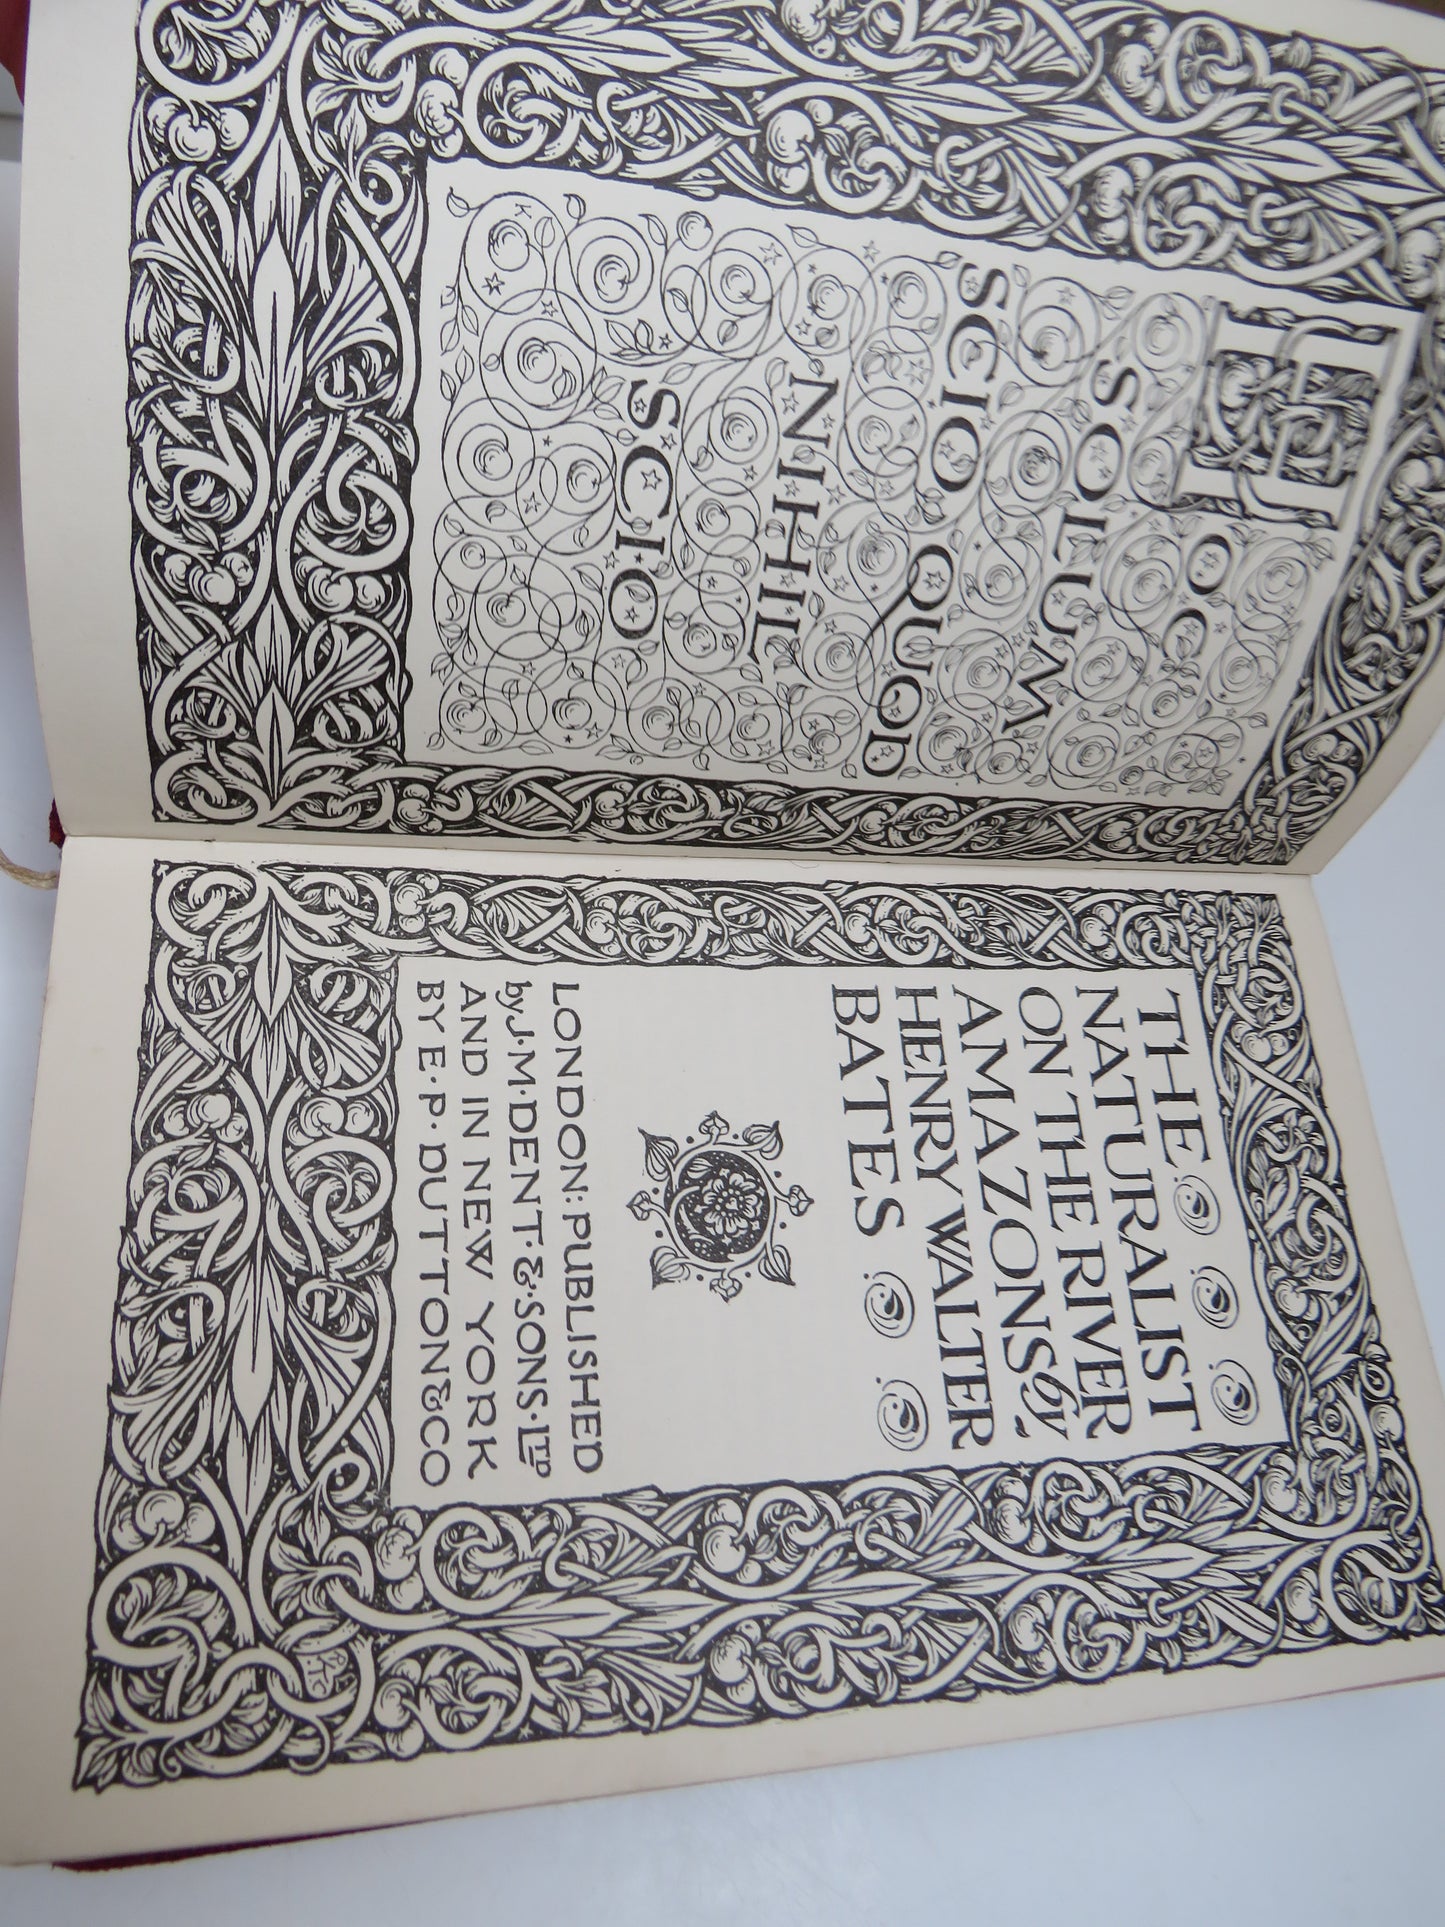 HOC
SOLUM
SCIO QUOD
NIHIL
SCIO
THE
NATURALIST
ON THE RIVER
AMAZONS by
HENRY WALTER
BATES
LONDON: PUBLISHED
by J·M·DENT·&·SONS·LTD
AND IN NEW YORK
BY E·P·DUTTON & CO